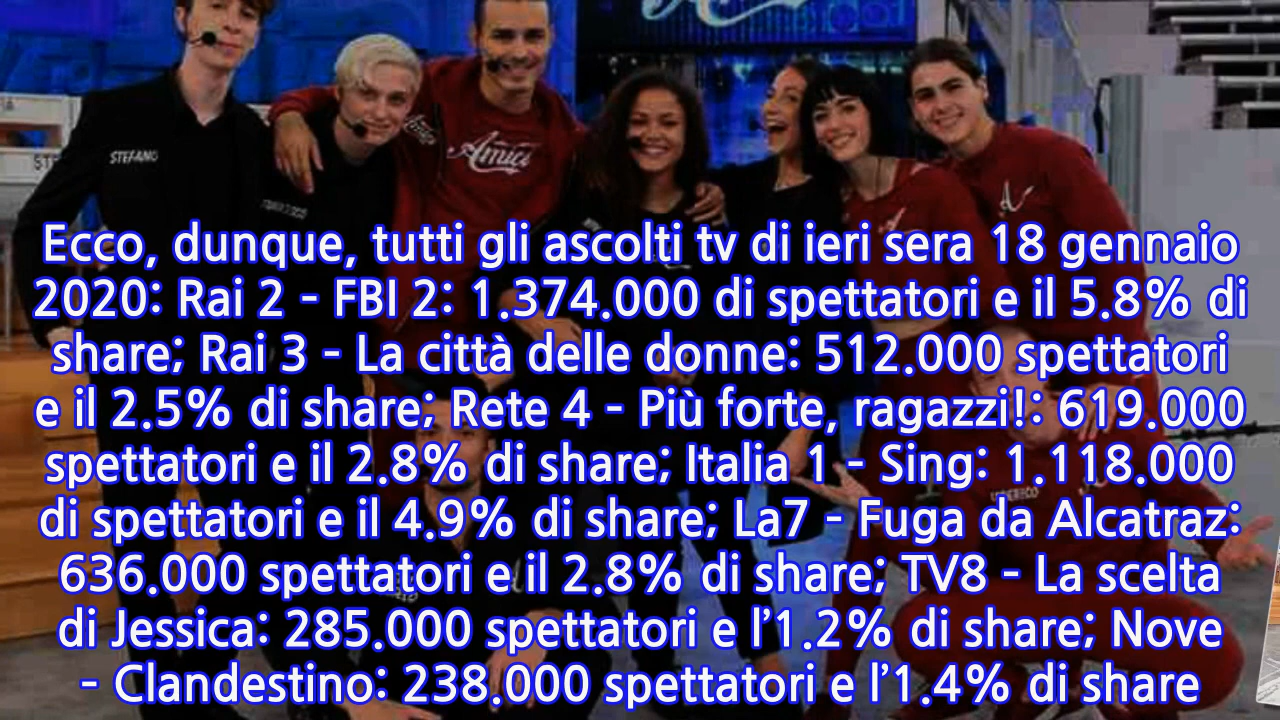 STEFANO
Amici
Ecco, dunque, tutti gli ascolti tv di ieri sera 18 gennaio
2020: Rai 2 - FBI 2: 1.374.000 di spettatori e il 5.8% di
share; Rai 3 - La città delle donne: 512.000 spettatori
e il 2.5% di share; Rete 4 - Più forte, ragazzi!: 619.000
spettatori e il 2.8% di share; Italia 1 - Sing: 1.118.000
di spettatori e il 4.9% di share; La7 - Fuga da Alcatraz:
636.000 spettatori e il 2.8% di share; TV8 - La scelta
di Jessica: 285.000 spettatori e l'1.2% di share; Nove
- Clandestino: 238.000 spettatori e l'1.4% di share